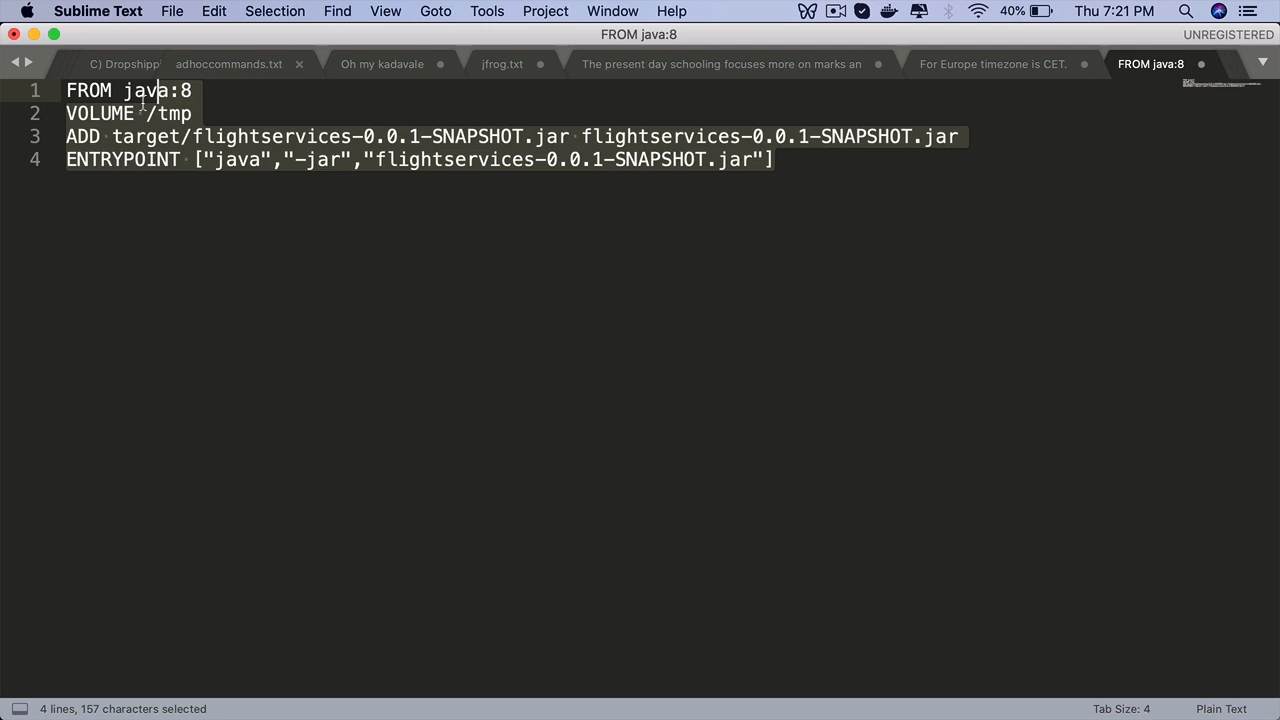 Sublime Text File Edit Selection Find View Goto Tools Project Window Help 40% Thu 7:21 PM
FROM java:8 UNREGISTERED
C) Dropshipp adhoccommands.txt Oh my kadavale jfrog.txt The present day schooling focuses more on marks an For Europe timezone is CET. FROM java:8
1 FROM java:8
2 VOLUME /tmp
3 ADD target/flightservices-0.0.1-SNAPSHOT.jar flightservices-0.0.1-SNAPSHOT.jar
4 ENTRYPOINT ["java","-jar","flightservices-0.0.1-SNAPSHOT.jar"]
4 lines, 157 characters selected Tab Size: 4 Plain Text